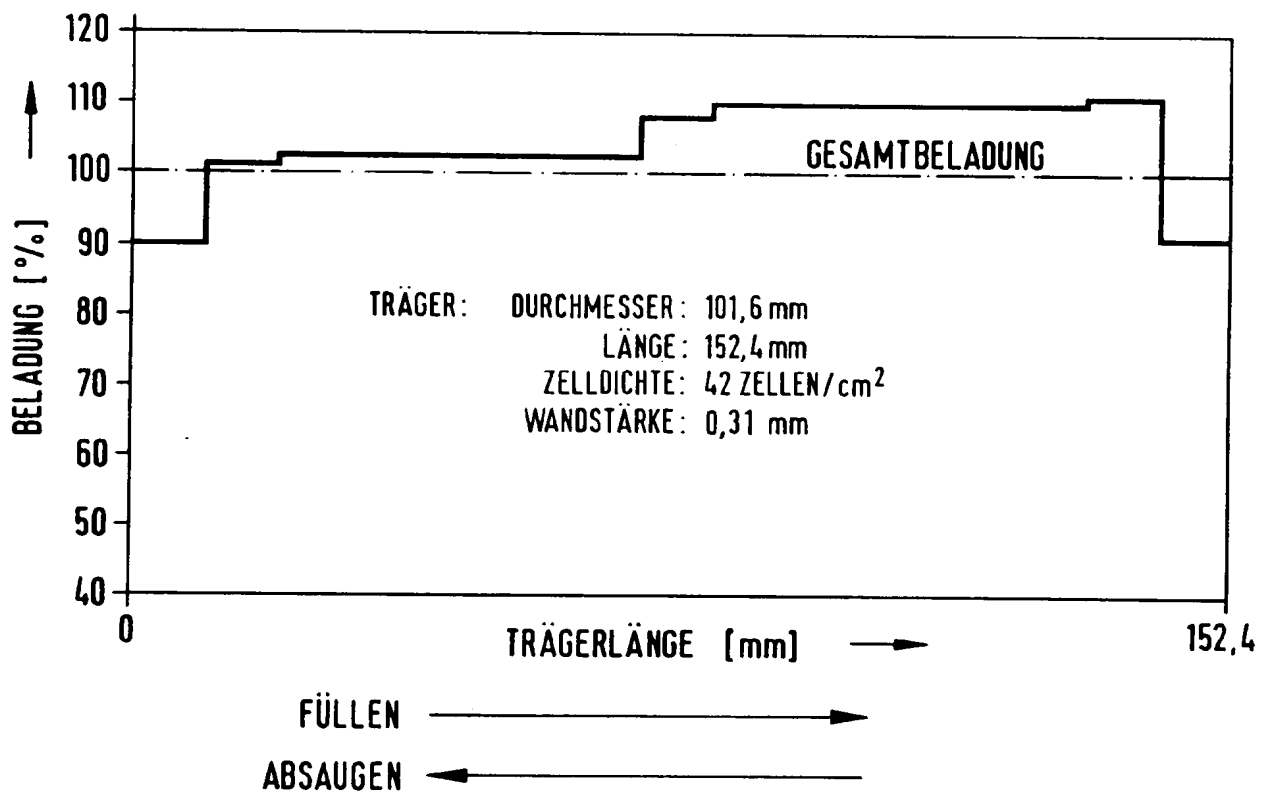 120
110
100
90
80
70
60
50
40
BELADUNG [%]
GESAMTBELADUNG
TRÄGER: DURCHMESSER: 101,6 mm
LÄNGE: 152,4 mm
ZELLDICHTE: 42 ZELLEN/cm²
WANDSTÄRKE: 0,31 mm
0
TRÄGERLÄNGE [mm]
152,4
FÜLLEN
ABSAUGEN